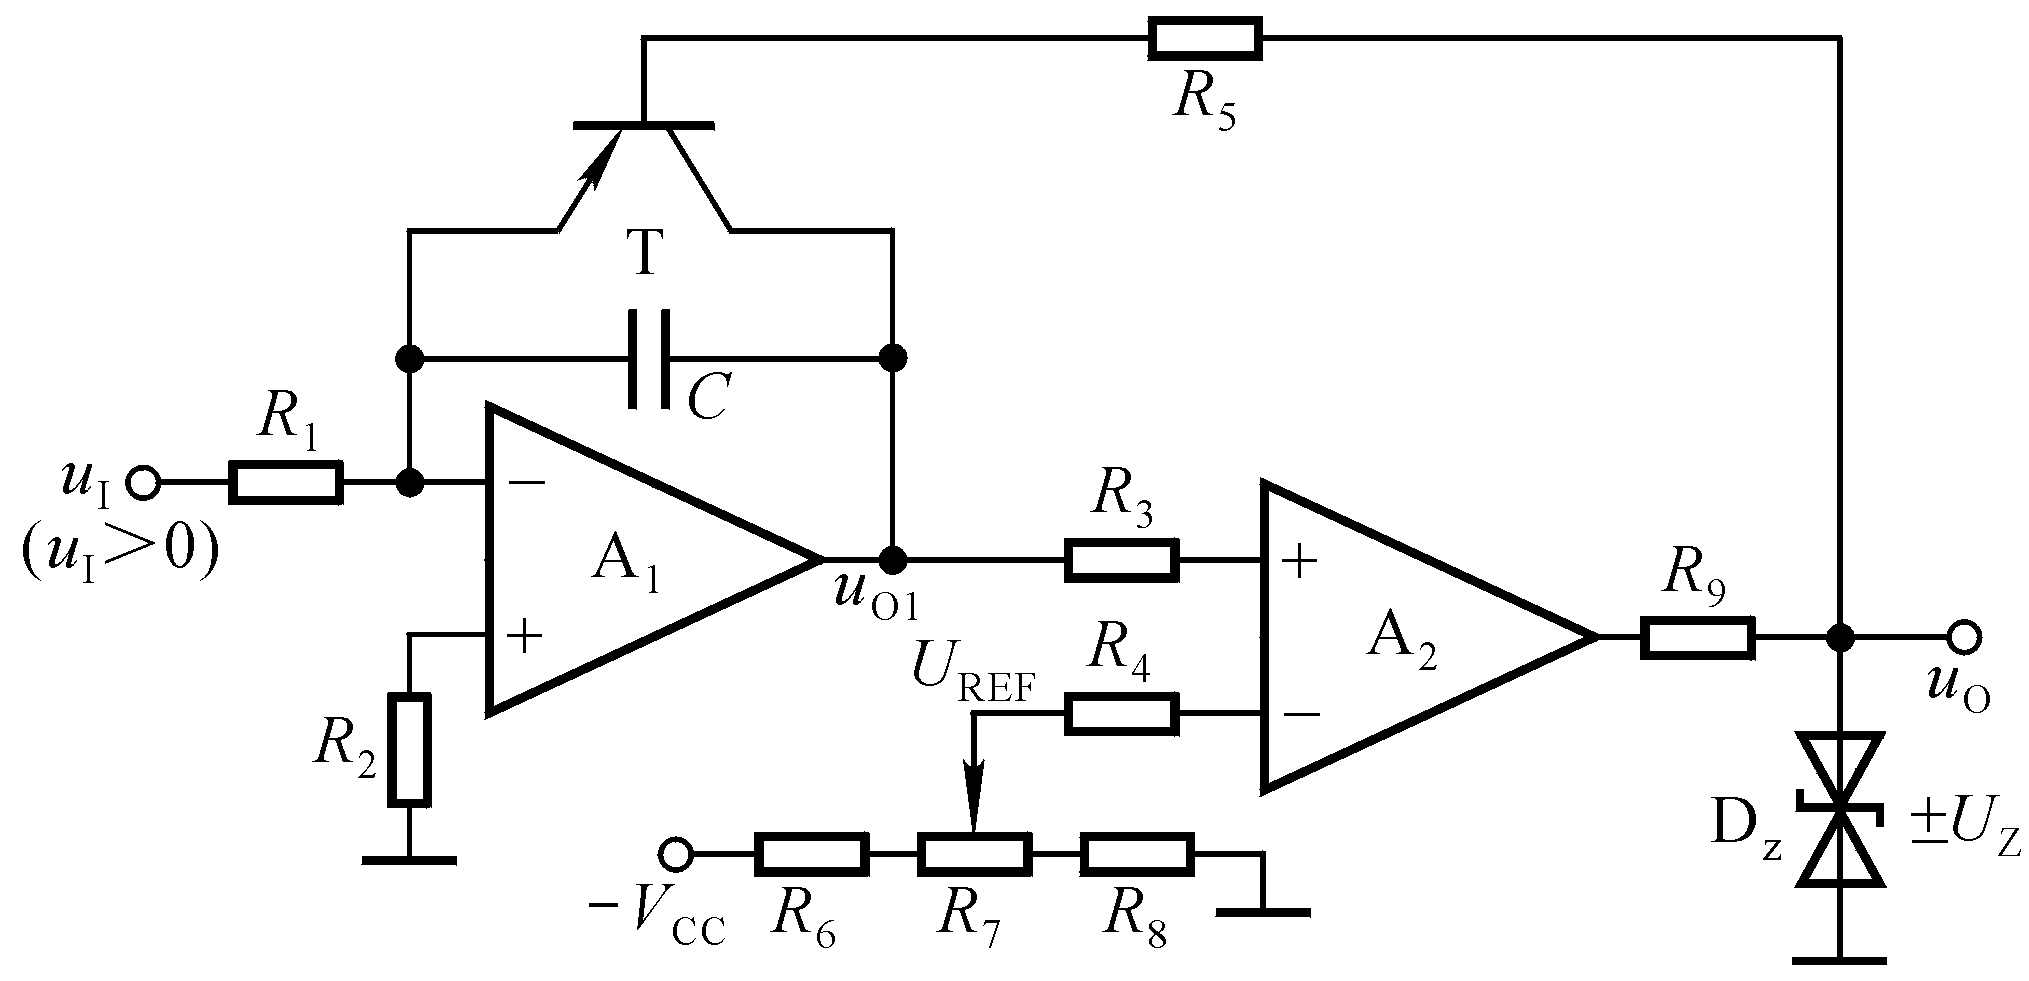 R5
T
C
R1
uI
(uI>0)
−
A1
+
uO1
R2
R3
+
A2
R9
UREF
R4
−
uO
−VCC
R6
R7
R8
Dz
±UZ